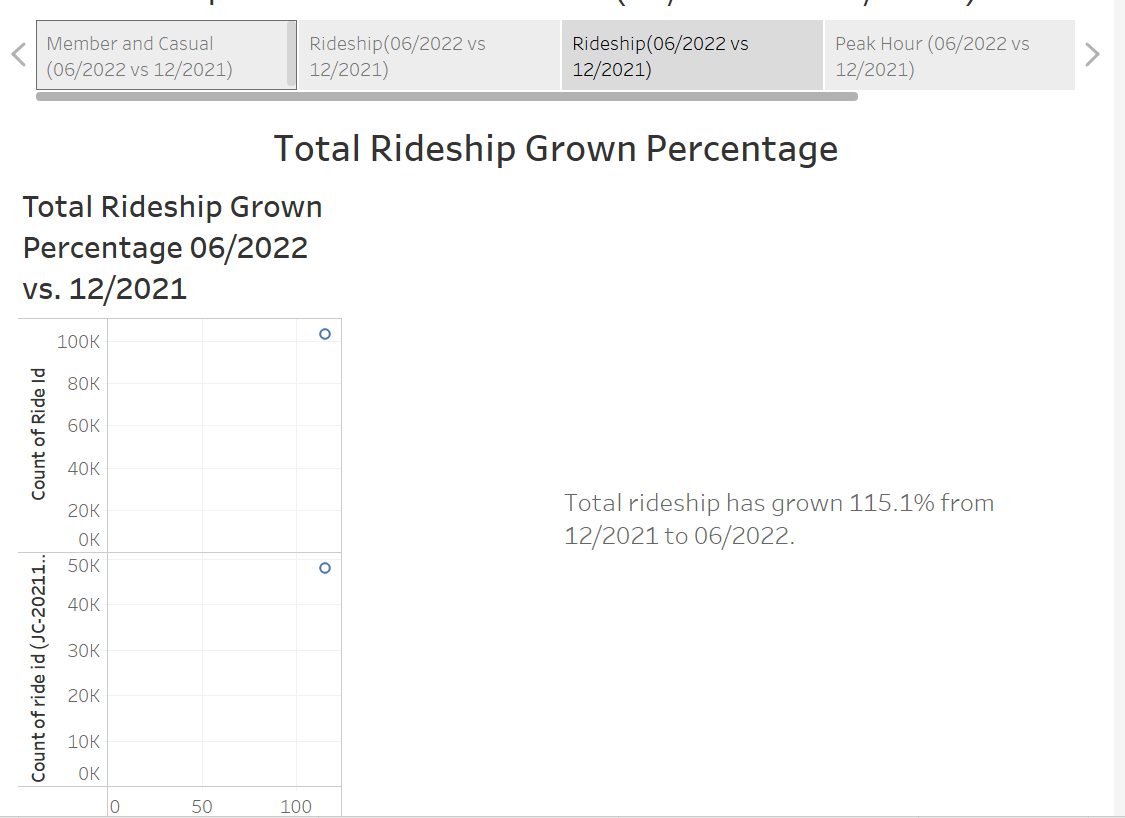 Member and Casual
(06/2022 vs 12/2021)
Rideship(06/2022 vs
12/2021)
Rideship(06/2022 vs
12/2021)
Peak Hour (06/2022 vs
12/2021)
Total Rideship Grown Percentage
Total Rideship Grown
Percentage 06/2022
vs. 12/2021
Count of Ride Id
100K
80K
60K
40K
20K
0K
Count of ride id (JC-20211..
50K
40K
30K
20K
10K
0K
0 50 100
Total rideship has grown 115.1% from
12/2021 to 06/2022.